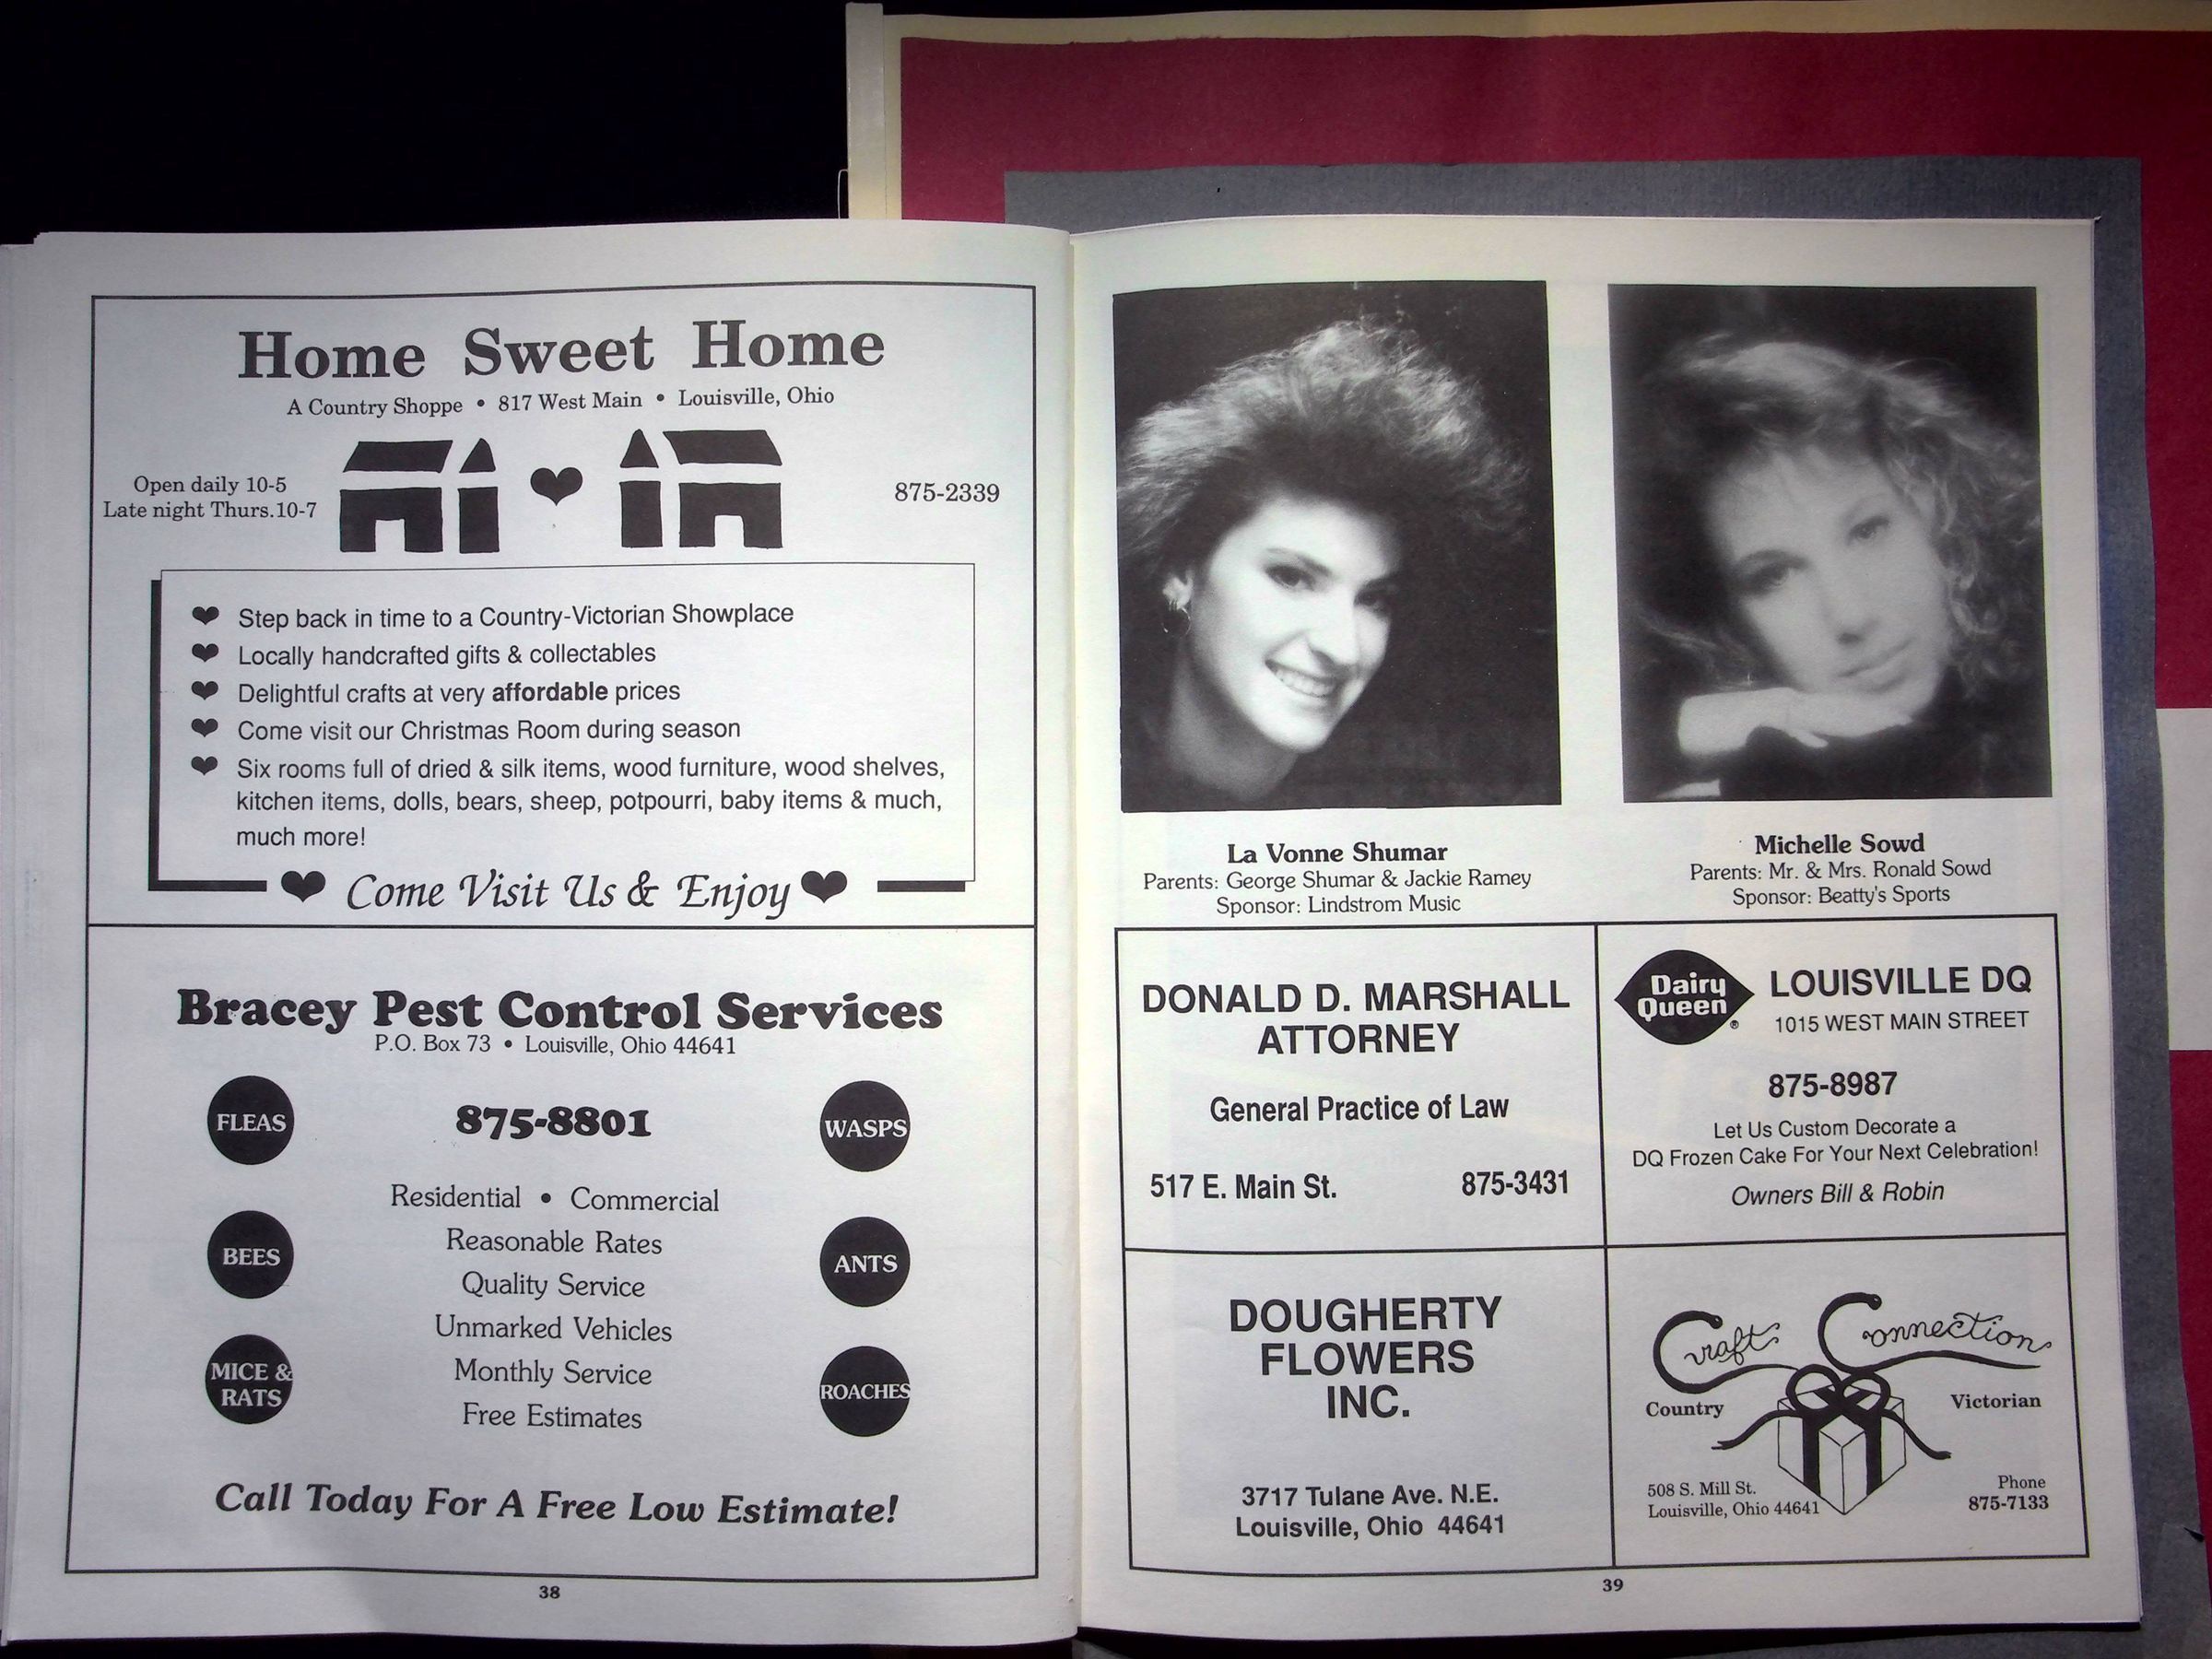 Home Sweet Home
A Country Shoppe • 817 West Main • Louisville, Ohio
Open daily 10-5
Late night Thurs.10-7
875-2339
Step back in time to a Country-Victorian Showplace
Locally handcrafted gifts & collectables
Delightful crafts at very affordable prices
Come visit our Christmas Room during season
Six rooms full of dried & silk items, wood furniture, wood shelves,
kitchen items, dolls, bears, sheep, potpourri, baby items & much,
much more!
Come Visit Us & Enjoy
Bracey Pest Control Services
P.O. Box 73 • Louisville, Ohio 44641
FLEAS
875-8801
WASPS
Residential • Commercial
Reasonable Rates
BEES
ANTS
Quality Service
Unmarked Vehicles
MICE &
RATS
Monthly Service
ROACHES
Free Estimates
Call Today For A Free Low Estimate!
38
La Vonne Shumar
Parents: George Shumar & Jackie Ramey
Sponsor: Lindstrom Music
Michelle Sowd
Parents: Mr. & Mrs. Ronald Sowd
Sponsor: Beatty's Sports
DONALD D. MARSHALL
ATTORNEY
General Practice of Law
517 E. Main St. 875-3431
Dairy
Queen®
LOUISVILLE DQ
1015 WEST MAIN STREET
875-8987
Let Us Custom Decorate a
DQ Frozen Cake For Your Next Celebration!
Owners Bill & Robin
DOUGHERTY
FLOWERS
INC.
3717 Tulane Ave. N.E.
Louisville, Ohio 44641
Craft Connection
Country
Victorian
508 S. Mill St.
Louisville, Ohio 44641
Phone
875-7133
39